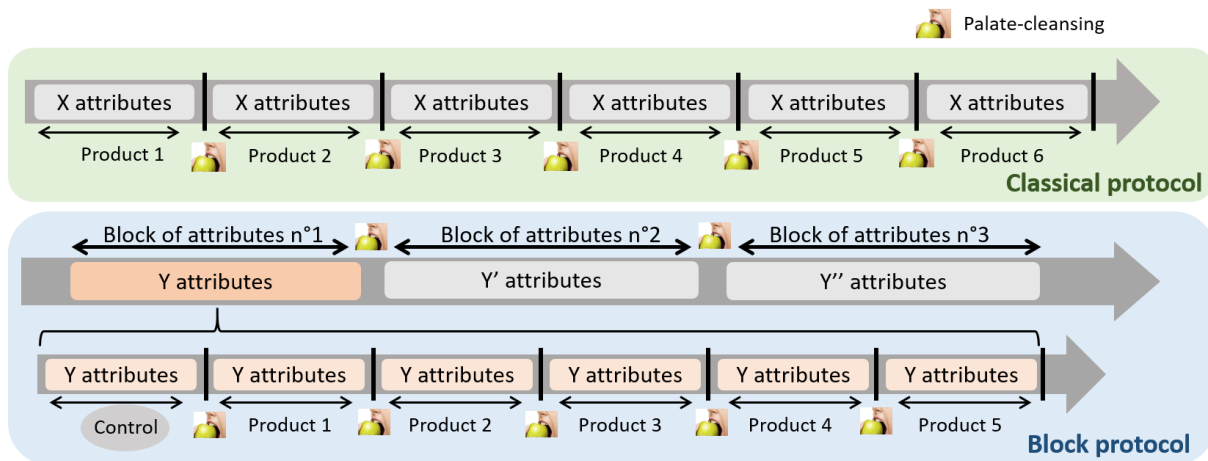 Palate-cleansing
X attributes X attributes X attributes X attributes X attributes X attributes
Product 1 Product 2 Product 3 Product 4 Product 5 Product 6
Classical protocol
Block of attributes n°1 Block of attributes n°2 Block of attributes n°3
Y attributes Y’ attributes Y’’ attributes
Y attributes Y attributes Y attributes Y attributes Y attributes Y attributes
Control Product 1 Product 2 Product 3 Product 4 Product 5
Block protocol